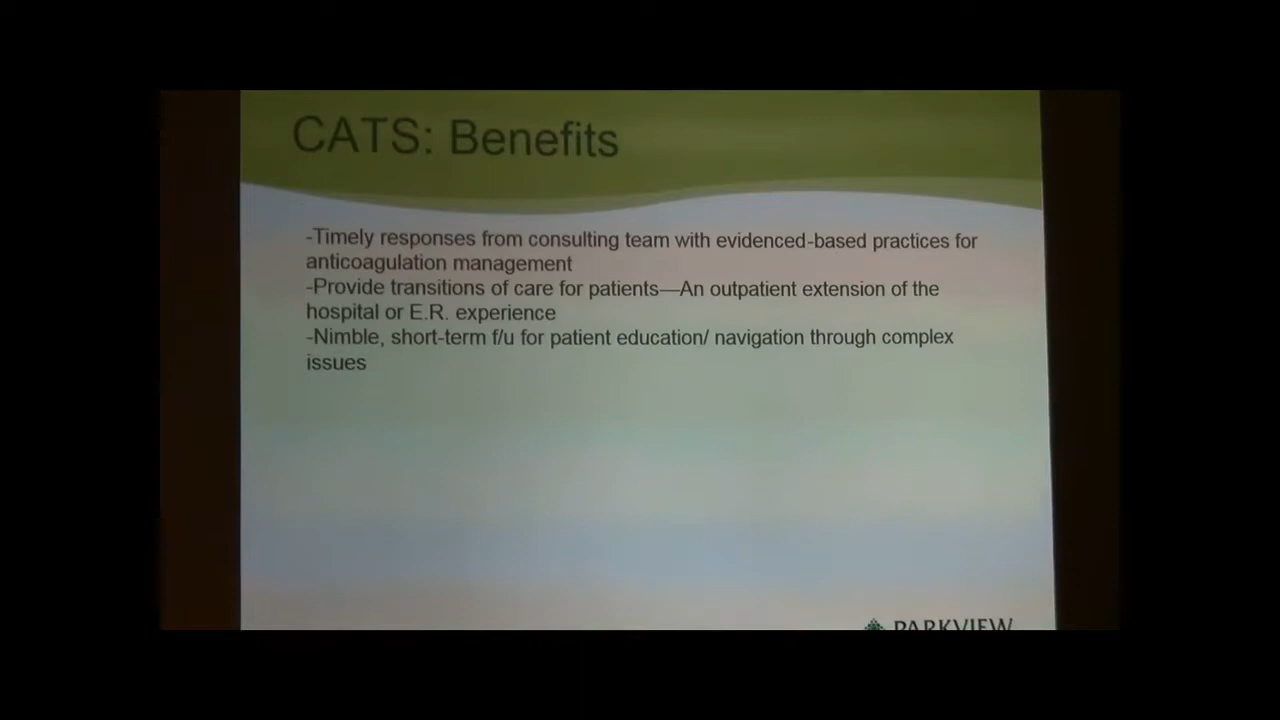 CATS: Benefits
-Timely responses from consulting team with evidenced-based practices for
anticoagulation management
-Provide transitions of care for patients—An outpatient extension of the
hospital or E.R. experience
-Nimble, short-term f/u for patient education/ navigation through complex
issues
PARKVIEW